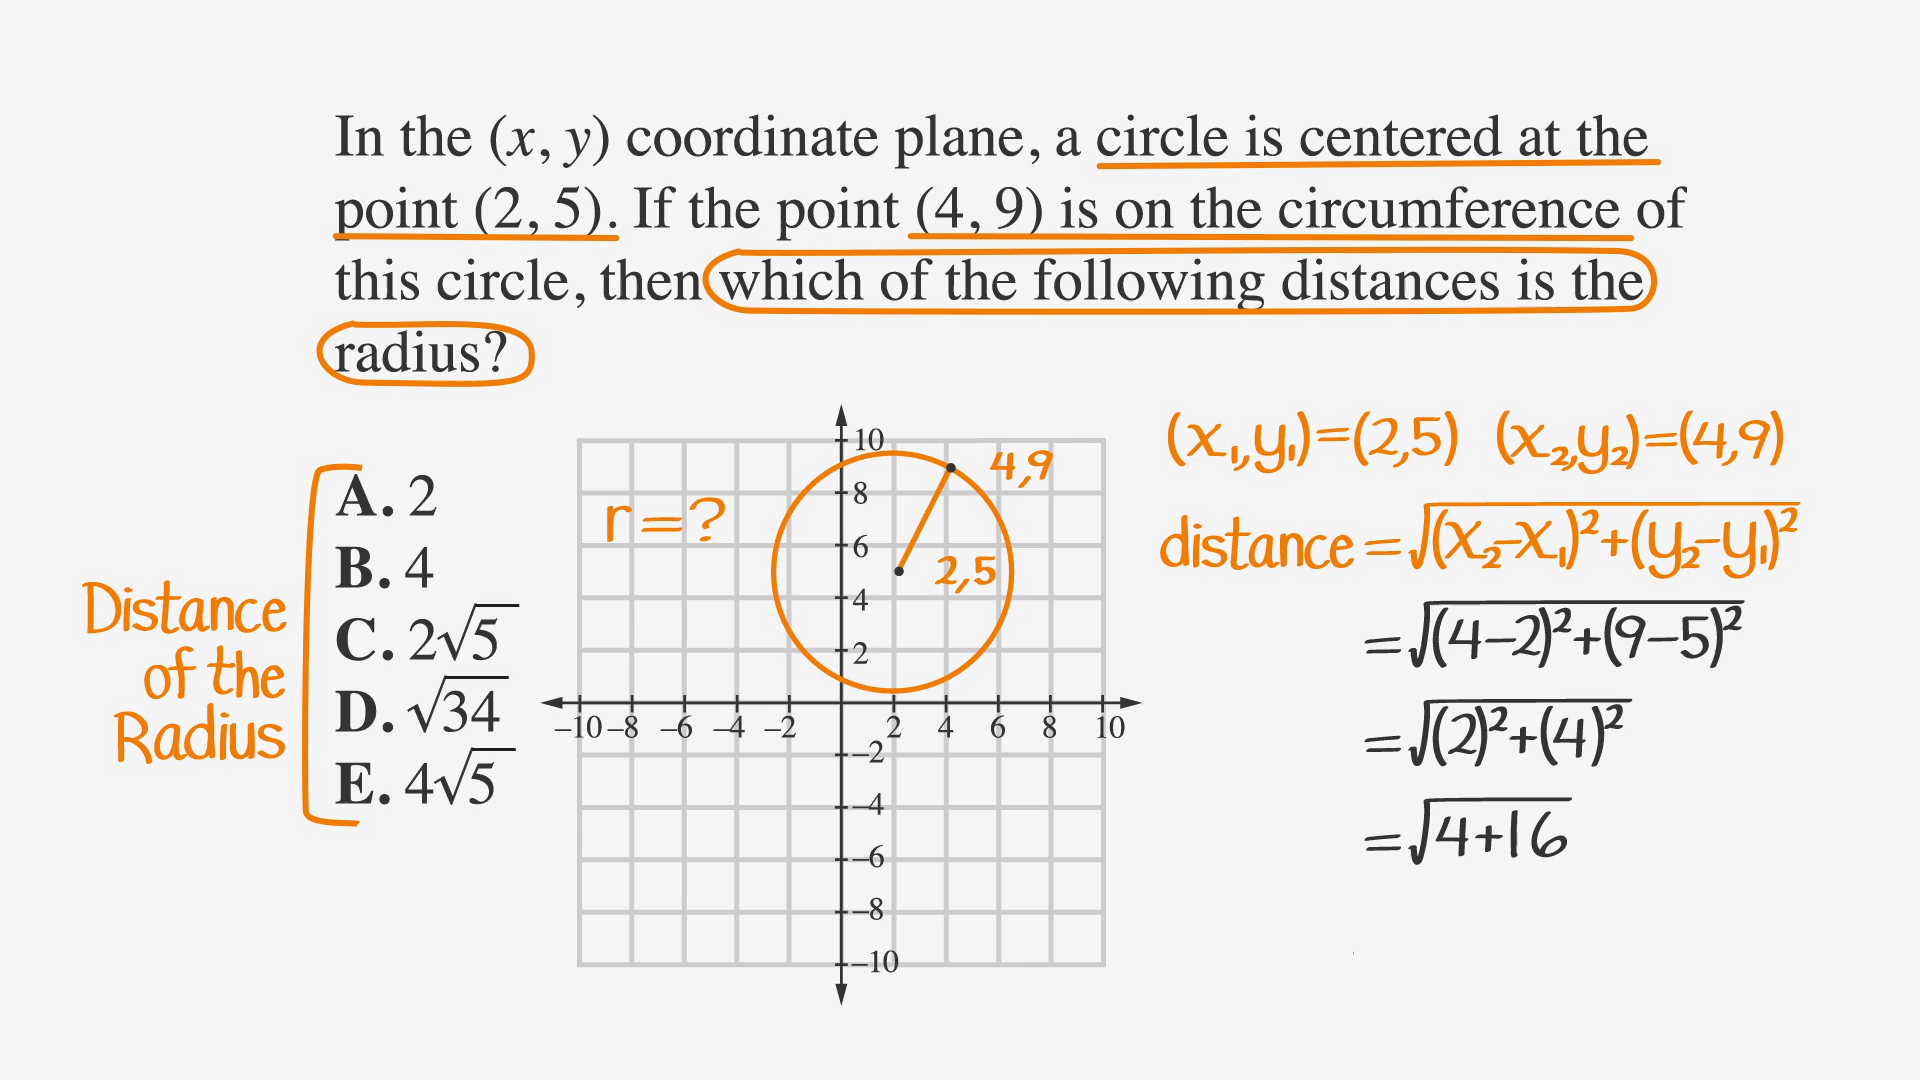 In the (x, y) coordinate plane, a circle is centered at the
point (2, 5). If the point (4, 9) is on the circumference of
this circle, then which of the following distances is the
radius?
Distance
of the
Radius
A. 2
B. 4
C. 2√5
D. √34
E. 4√5
r=?
4,9
2,5
10
8
6
4
2
–10 –8 –6 –4 –2 2 4 6 8 10
–2
–4
–6
–8
–10
(x₁,y₁)=(2,5) (x₂,y₂)=(4,9)
distance = √(x₂-x₁)²+(y₂-y₁)²
= √(4-2)²+(9-5)²
= √(2)²+(4)²
= √4+16